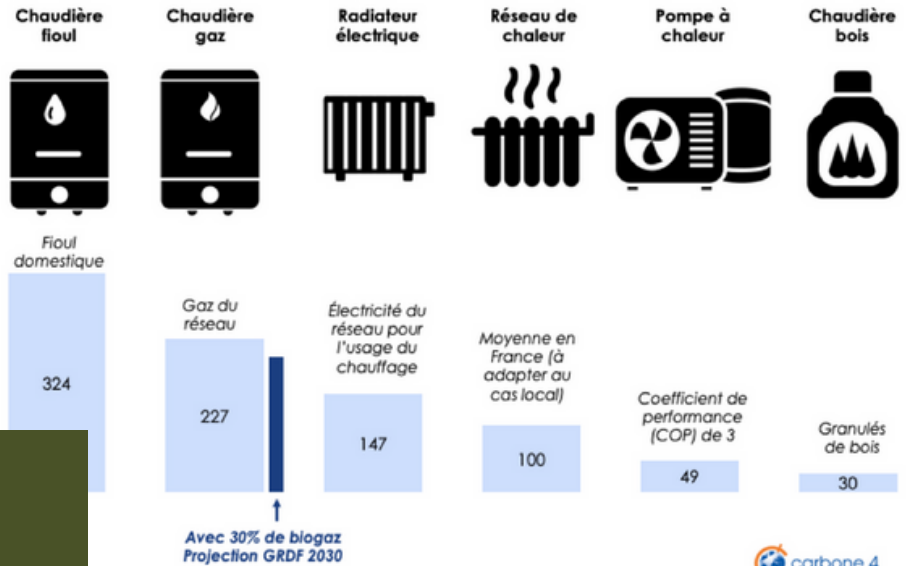 Chaudière
fioul
Chaudière
gaz
Radiateur
électrique
Réseau de
chaleur
Pompe à
chaleur
Chaudière
bois
Fioul
domestique
324
Gaz du
réseau
227
Avec 30% de biogaz
Projection GRDF 2030
Électricité du
réseau pour
l'usage du
chauffage
147
Moyenne en
France (à
adapter au
cas local)
100
Coefficient de
performance
(COP) de 3
49
Granulés
de bois
30
carbone 4